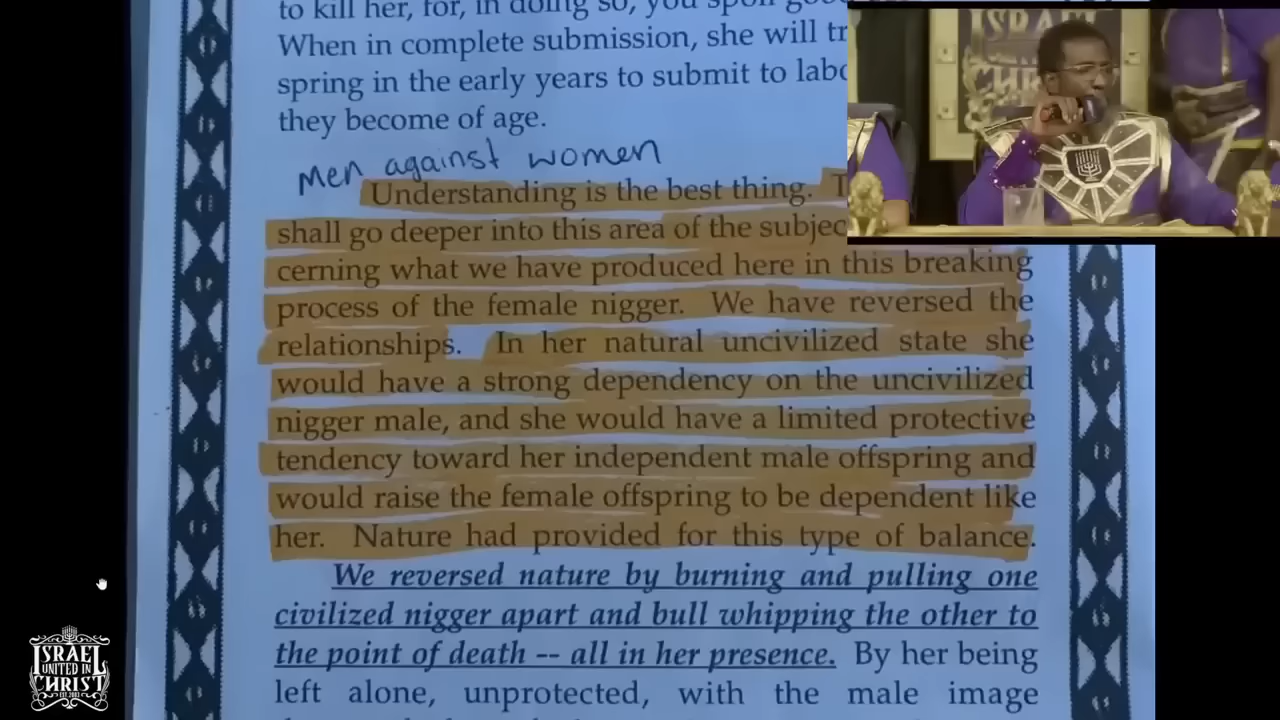 to kill her, for, in doing so, you spoil good
When in complete submission, she will
spring in the early years to submit to
they become of age.
men against women
Understanding is the best thing.
shall go deeper into this area of the
cerning what we have produced here in this breaking
process of the female nigger. We have reversed the
relationships. In her natural uncivilized state she
would have a strong dependency on the uncivilized
nigger male, and she would have a limited protective
tendency toward her independent male offspring and
would raise the female offspring to be dependent like
her. Nature had provided for this type of balance.
We reversed nature by burning and pulling one
civilized nigger apart and bull whipping the other to
the point of death -- all in her presence. By her being
left alone, unprotected, with the male image
ISRAEL
CHRIST
ISRAEL
UNITED IN
CHRIST